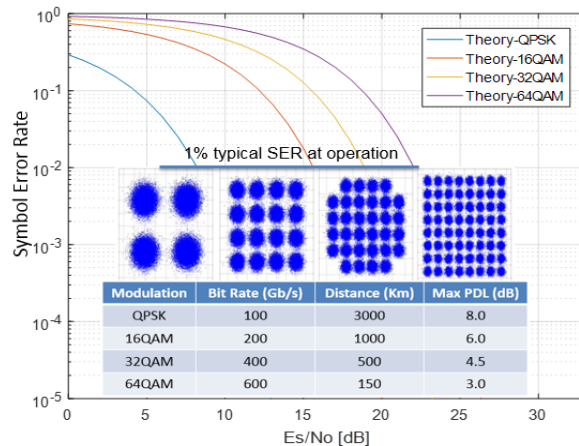 10⁰
10⁻¹
10⁻²
10⁻³
10⁻⁴
10⁻⁵
Symbol Error Rate
Theory-QPSK
Theory-16QAM
Theory-32QAM
Theory-64QAM
1% typical SER at operation
Modulation Bit Rate (Gb/s) Distance (Km) Max PDL (dB)
QPSK 100 3000 8.0
16QAM 200 1000 6.0
32QAM 400 500 4.5
64QAM 600 150 3.0
0 5 10 15 20 25 30
Es/No [dB]